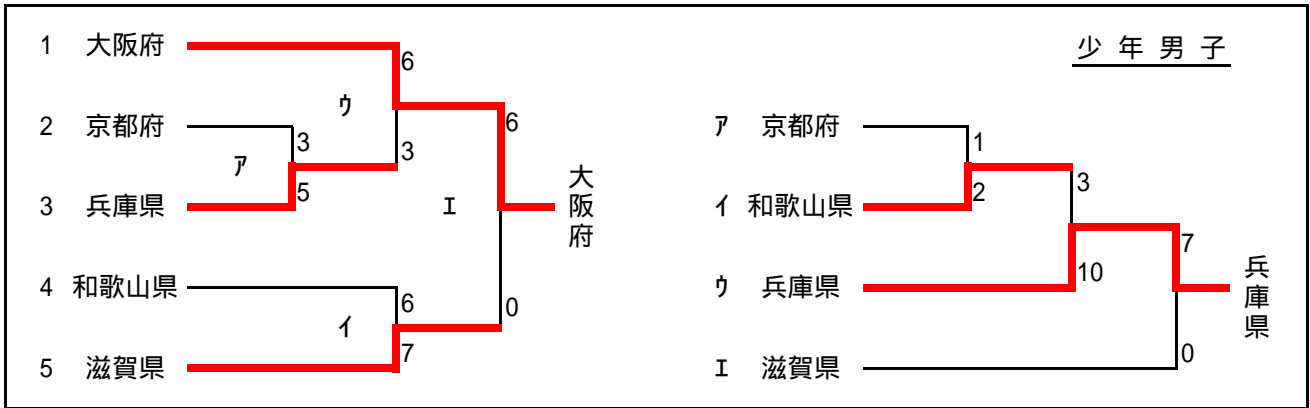 少年男子
1 大阪府
6
ｳ
2 京都府
3
ｱ
5
3 兵庫県
3
6
ｴ
大阪府
4 和歌山県
6
ｲ
7
5 滋賀県
0
ｱ 京都府
1
ｲ 和歌山県
2
3
ｳ 兵庫県
10
7
ｴ 滋賀県
0
兵庫県